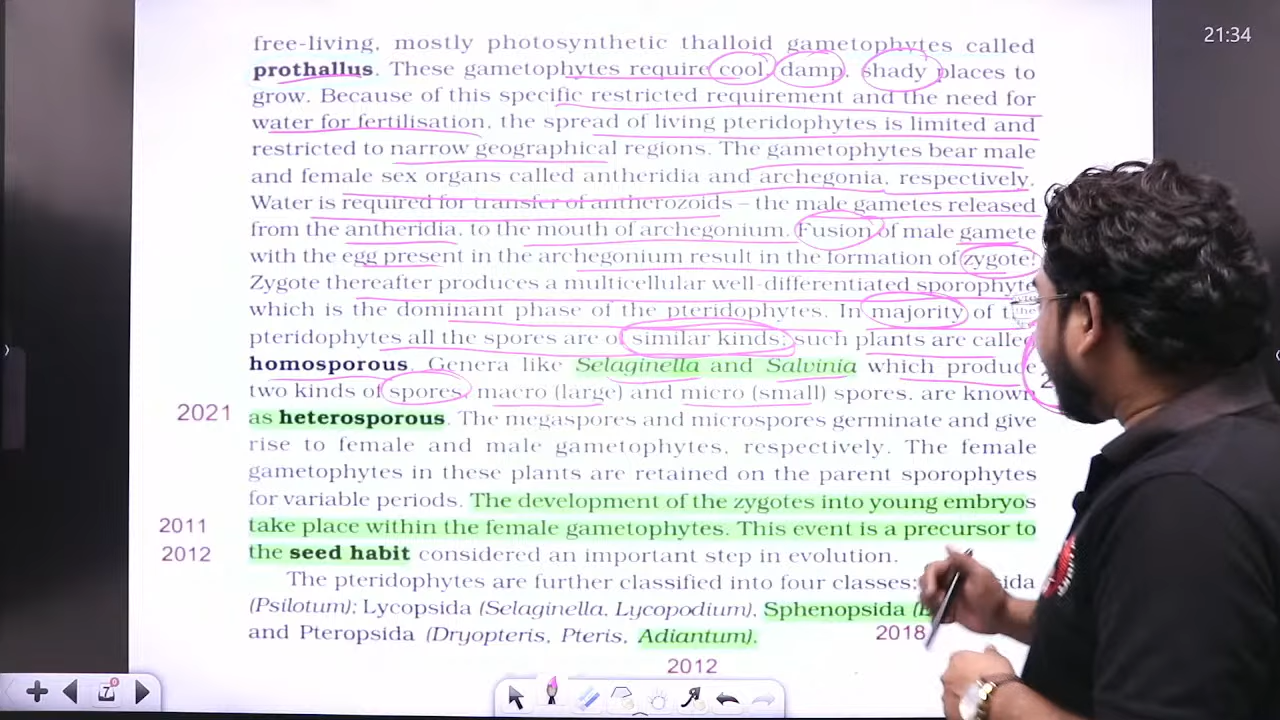 21:34
free-living, mostly photosynthetic thalloid gametophytes called
prothallus. These gametophytes require cool, damp, shady places to
grow. Because of this specific restricted requirement and the need for
water for fertilisation, the spread of living pteridophytes is limited and
restricted to narrow geographical regions. The gametophytes bear male
and female sex organs called antheridia and archegonia, respectively.
Water is required for transfer of antherozoids – the male gametes released
from the antheridia, to the mouth of archegonium. Fusion of male gamete
with the egg present in the archegonium result in the formation of zygote.
Zygote thereafter produces a multicellular well-differentiated sporophyte
which is the dominant phase of the pteridophytes. In majority of
pteridophytes all the spores are of similar kinds; such plants are called
homosporous. Genera like Selaginella and Salvinia which produce
two kinds of spores, macro (large) and micro (small) spores, are known
2021 as heterosporous. The megaspores and microspores germinate and give
rise to female and male gametophytes, respectively. The female
gametophytes in these plants are retained on the parent sporophytes
for variable periods. The development of the zygotes into young embryos
2011 take place within the female gametophytes. This event is a precursor to
2012 the seed habit considered an important step in evolution.
The pteridophytes are further classified into four classes:
(Psilotum); Lycopsida (Selaginella, Lycopodium), Sphenopsida
and Pteropsida (Dryopteris, Pteris, Adiantum). 2018
2012
7